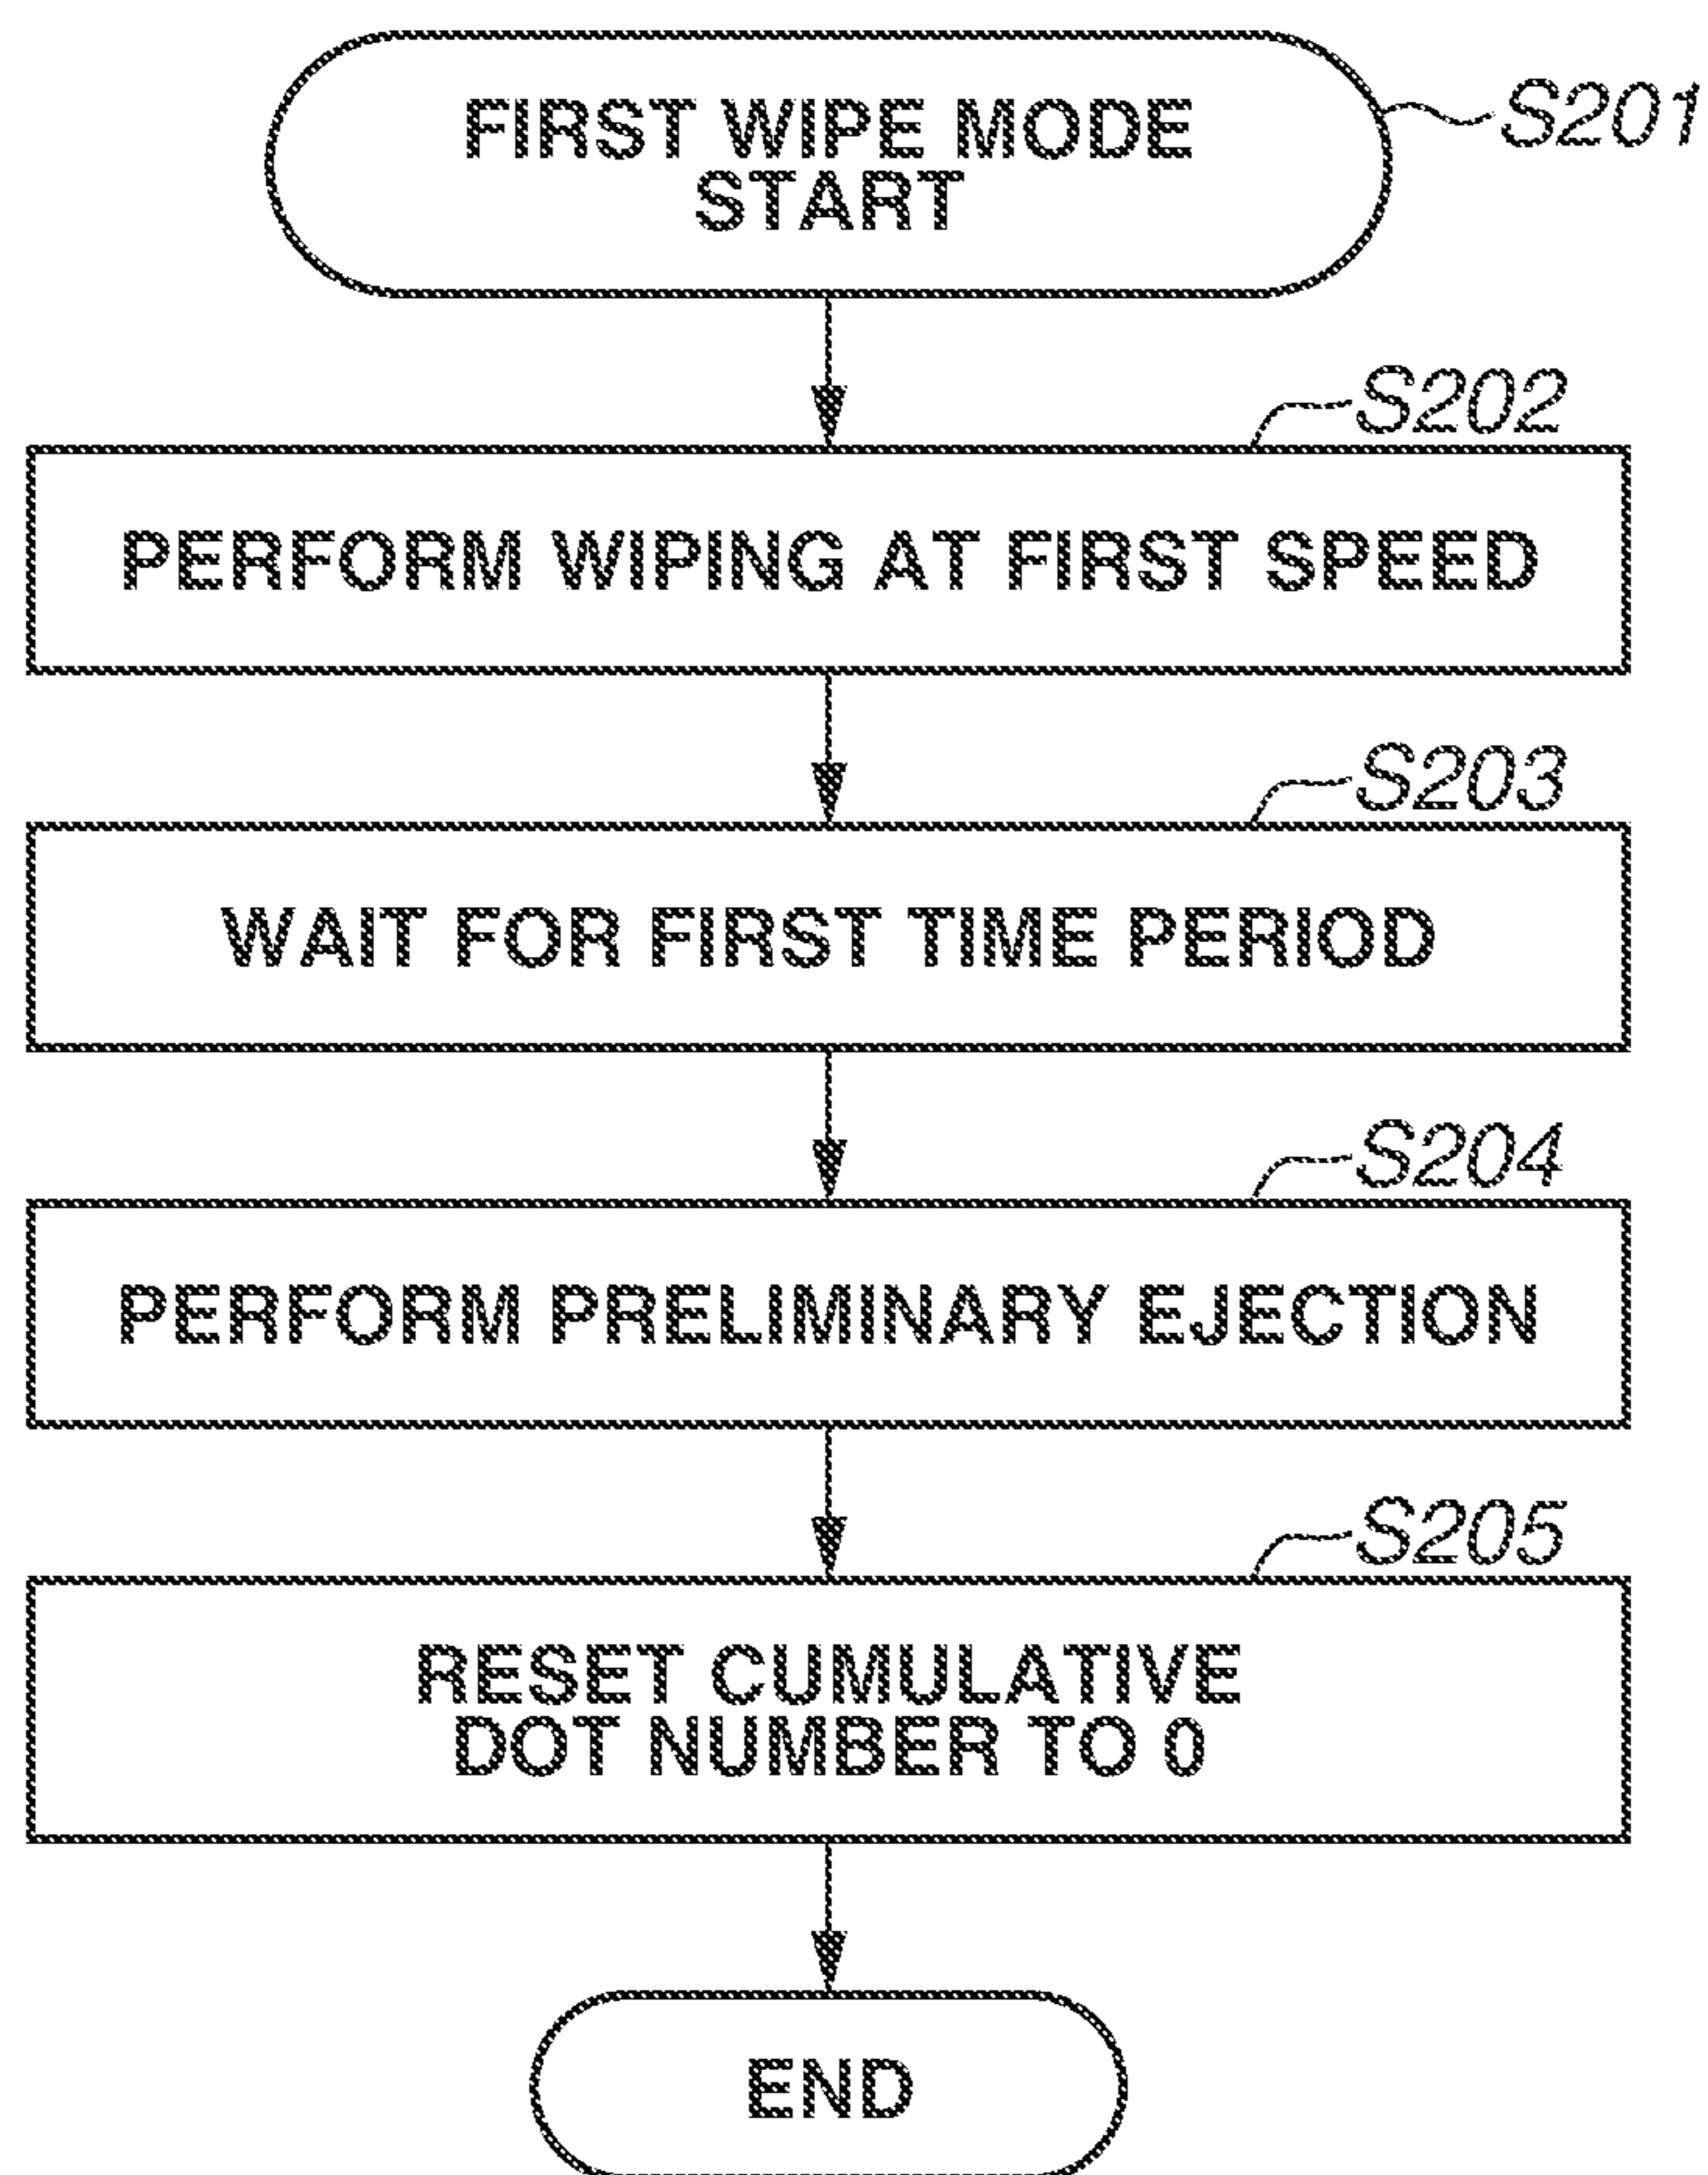 FIRST WIPE MODE
START
S201
S202
PERFORM WIPING AT FIRST SPEED
S203
WAIT FOR FIRST TIME PERIOD
S204
PERFORM PRELIMINARY EJECTION
S205
RESET CUMULATIVE
DOT NUMBER TO 0
END